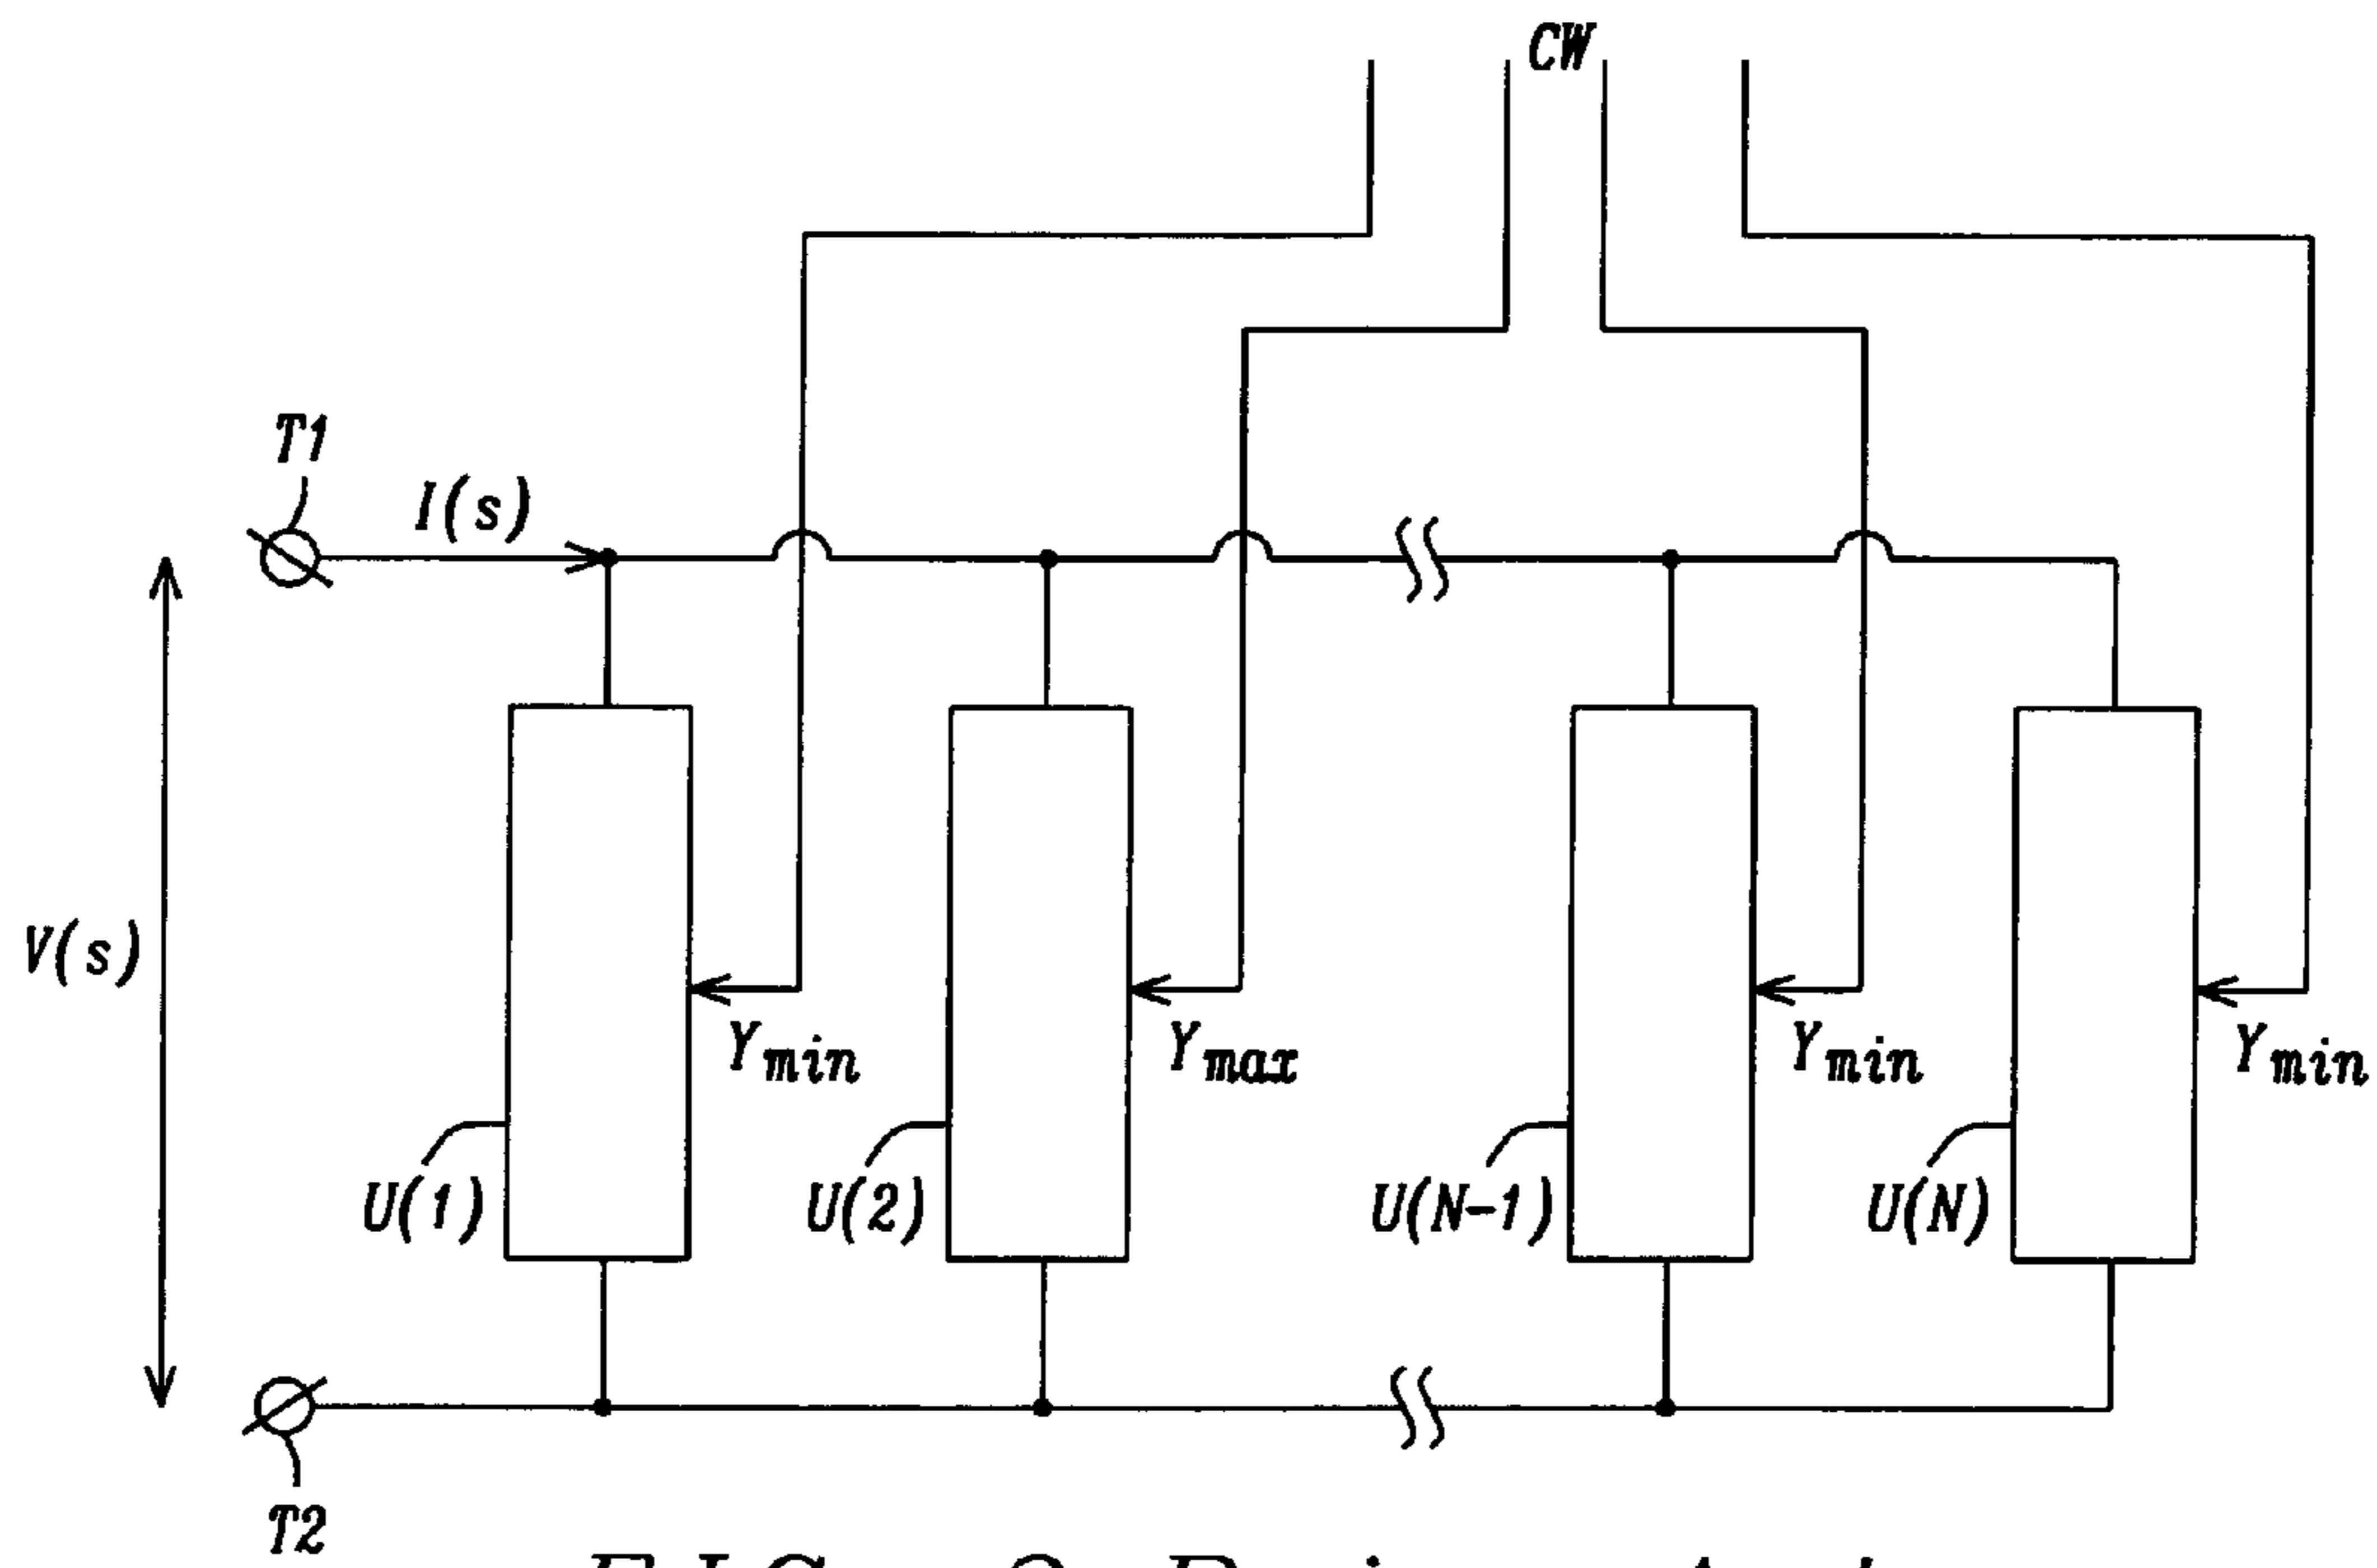 CW
T1
I(s)
V(s)
Ymin
Ymax
Ymin
Ymin
U(1)
U(2)
U(N-1)
U(N)
T2